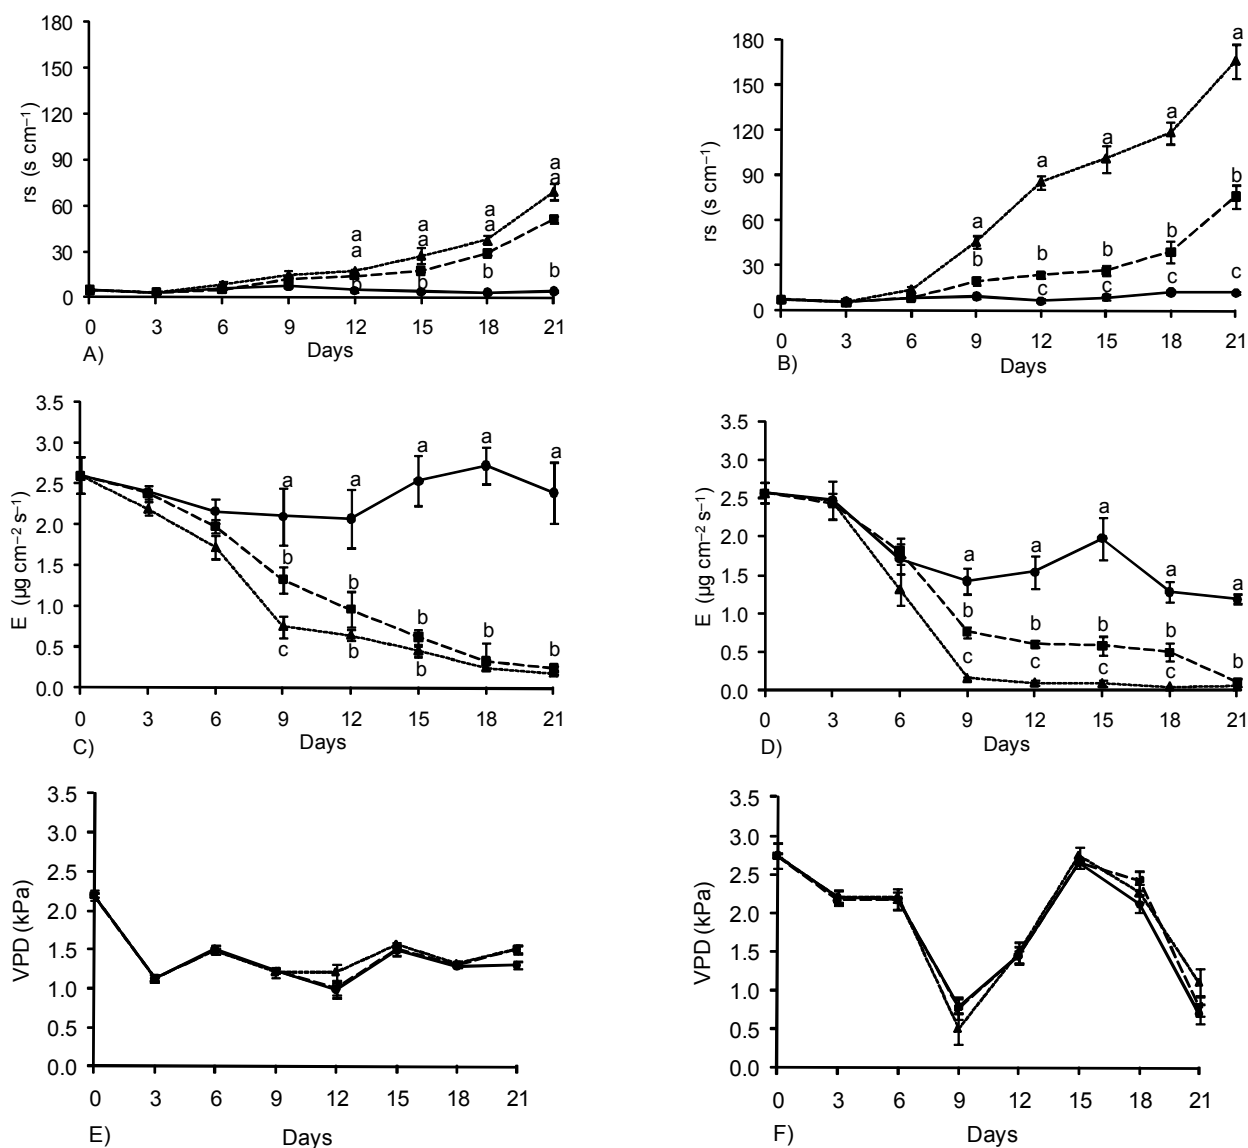 180
150
120
90
60
30
0
rs (s cm–1)
a
a
a
a
a
a
a
a
b
b
b
b
0 3 6 9 12 15 18 21
A)
Days
180
150
120
90
60
30
0
rs (s cm–1)
a
a
a
a
a
b
b
b
b
b
c
c
c
c
0 3 6 9 12 15 18 21
B)
Days
3.5
3.0
2.5
2.0
1.5
1.0
0.5
0.0
E (µg cm–2 s–1)
a
a
a
a
a
b
b
b
b
b
c
b
b
0 3 6 9 12 15 18 21
C)
Days
3.5
3.0
2.5
2.0
1.5
1.0
0.5
0.0
E (µg cm–2 s–1)
a
a
a
a
a
b
b
b
b
b
c
c
c
c
0 3 6 9 12 15 18 21
D)
Days
3.5
3.0
2.5
2.0
1.5
1.0
0.5
0.0
VPD (kPa)
0 3 6 9 12 15 18 21
E)
Days
3.5
3.0
2.5
2.0
1.5
1.0
0.5
0.0
VPD (kPa)
0 3 6 9 12 15 18 21
F)
Days